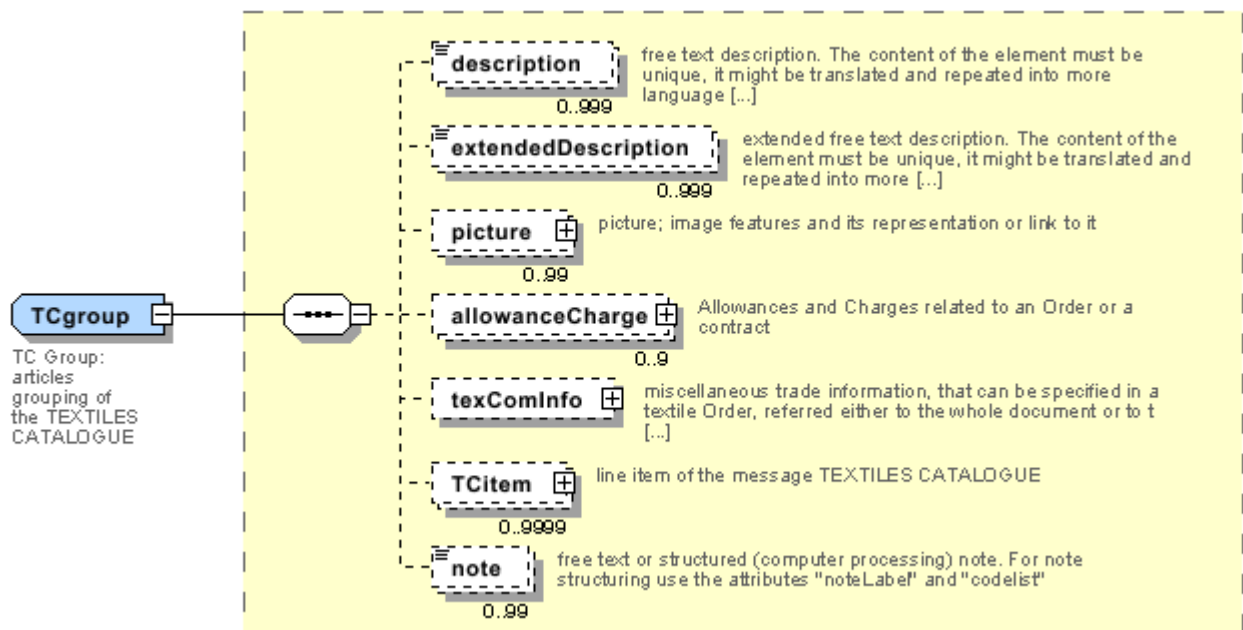 description
free text description. The content of the element must be
unique, it might be translated and repeated into more
language [...]
0..999
extendedDescription
extended free text description. The content of the
element must be unique, it might be translated and
repeated into more [...]
0..999
picture
picture; image features and its representation or link to it
0..99
TCgroup
TC Group:
articles
grouping of
the TEXTILES
CATALOGUE
allowanceCharge
Allowances and Charges related to an Order or a
contract
0..9
texComInfo
miscellaneous trade information, that can be specified in a
textile Order, referred either to the whole document or to t
[...]
TCitem
line item of the message TEXTILES CATALOGUE
0..9999
note
free text or structured (computer processing) note. For note
structuring use the attributes "noteLabel" and "codelist"
0..99